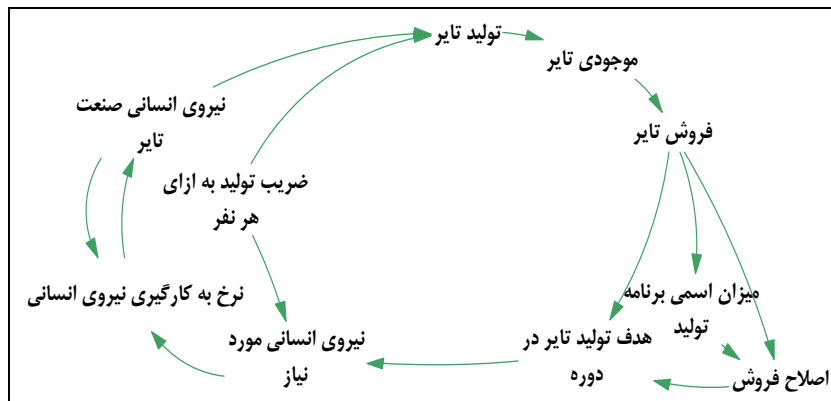 تولید تایر
موجودی تایر
فروش تایر
نیروی انسانی صنعت
تایر
ضریب تولید به ازای
هر نفر
نرخ به کارگیری نیروی انسانی
میزان اسمی برنامه
تولید
نیروی انسانی مورد
نیاز
هدف تولید تایر در
دوره
اصلاح فروش